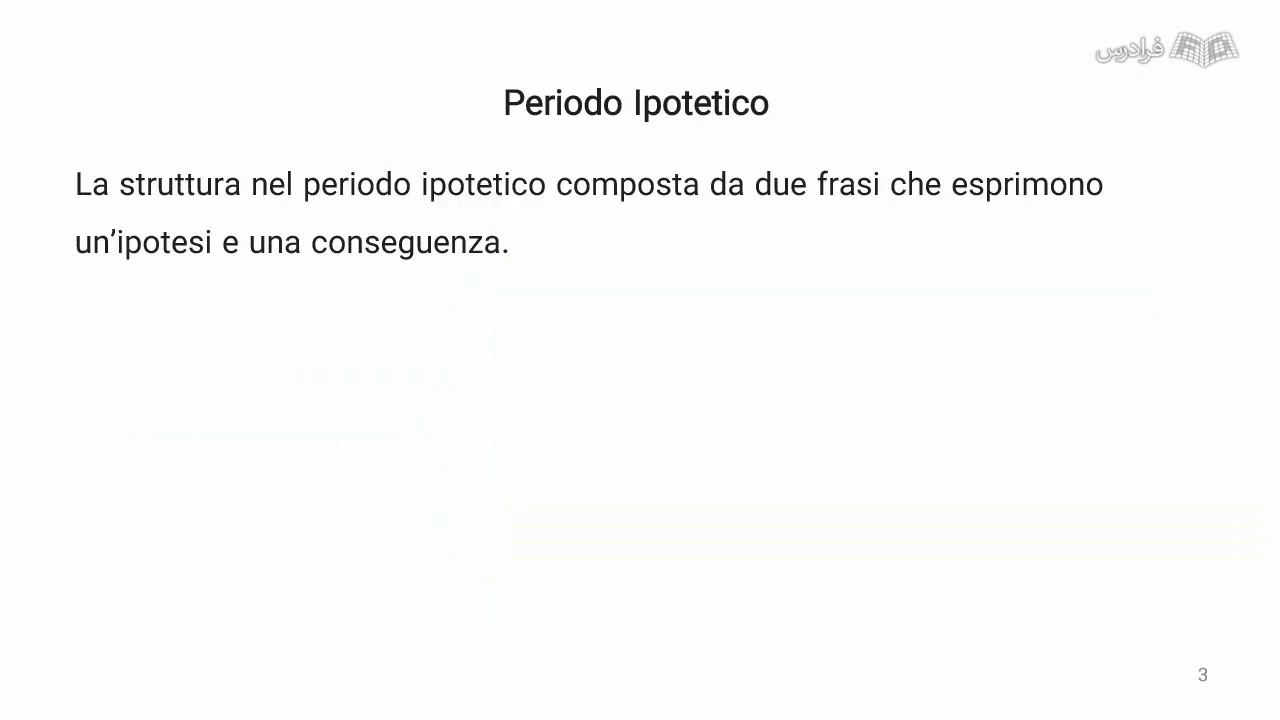 فرادرس
Periodo Ipotetico
La struttura nel periodo ipotetico composta da due frasi che esprimono
un’ipotesi e una conseguenza.
3